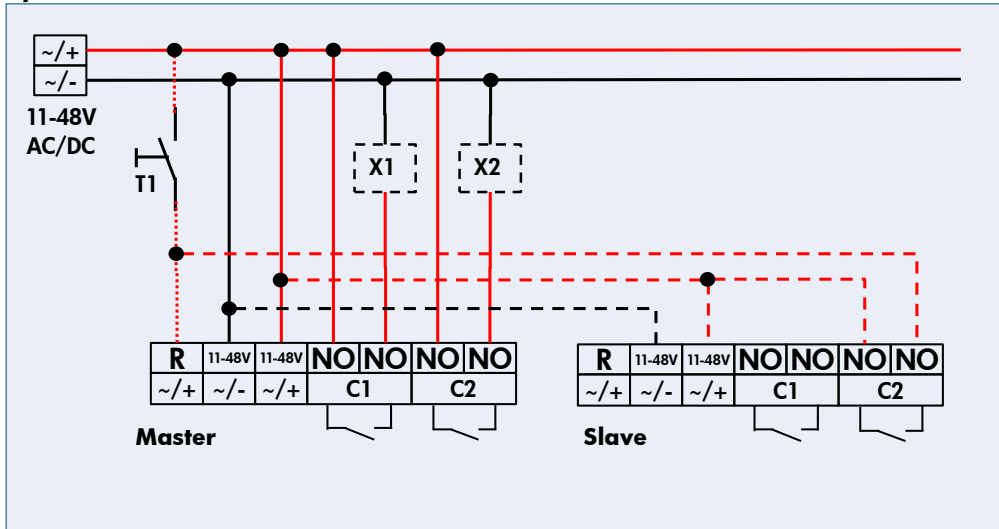 ~/+
~/-
11-48V
AC/DC
T1
X1
X2
R 11-48V 11-48V NO NO NO NO
~/+ ~/- ~/+ C1 C2
R 11-48V 11-48V NO NO NO NO
~/+ ~/- ~/+ C1 C2
Master
Slave